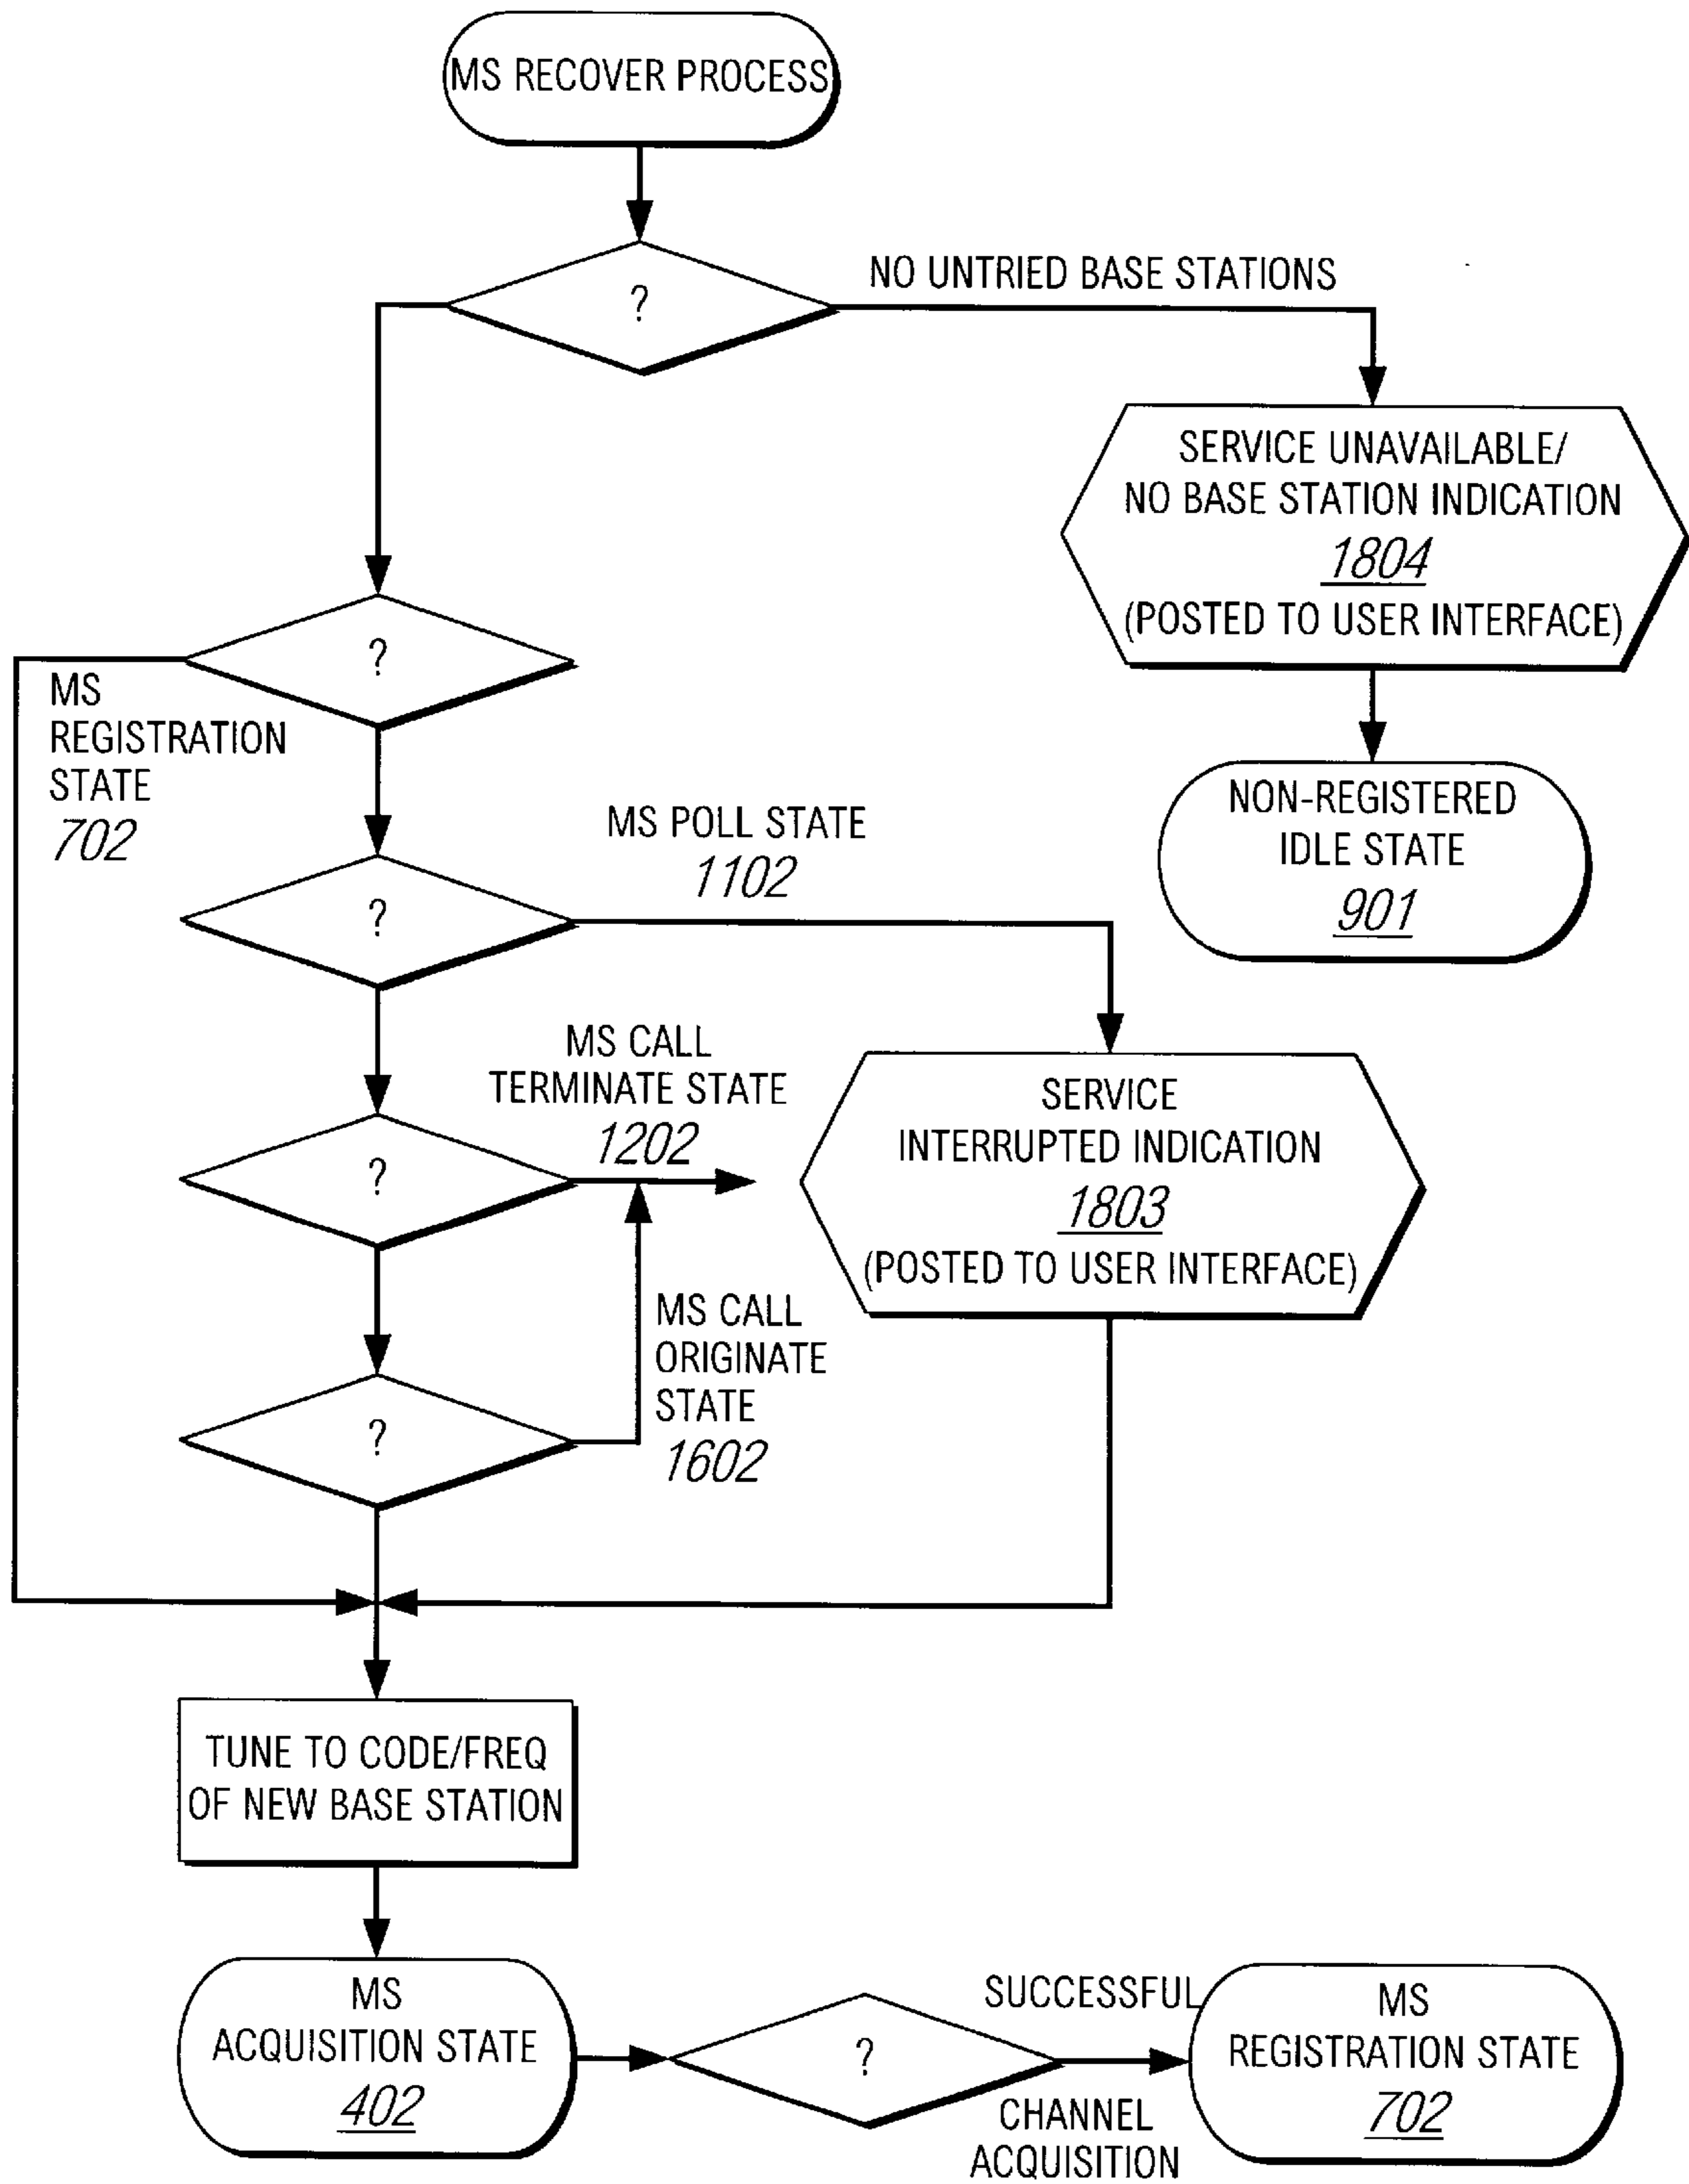 MS RECOVER PROCESS
NO UNTRIED BASE STATIONS
?
SERVICE UNAVAILABLE/
NO BASE STATION INDICATION
1804
(POSTED TO USER INTERFACE)
?
MS
REGISTRATION
STATE
702
NON-REGISTERED
IDLE STATE
901
MS POLL STATE
1102
?
MS CALL
TERMINATE STATE
1202
?
SERVICE
INTERRUPTED INDICATION
1803
(POSTED TO USER INTERFACE)
MS CALL
ORIGINATE
STATE
1602
?
TUNE TO CODE/FREQ
OF NEW BASE STATION
MS
ACQUISITION STATE
402
?
SUCCESSFUL
CHANNEL
ACQUISITION
MS
REGISTRATION STATE
702